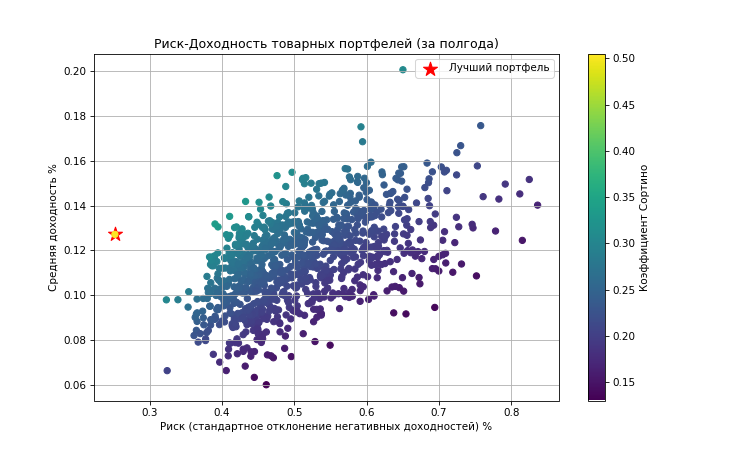 Риск-Доходность товарных портфелей (за полгода)
Лучший портфель
Средняя доходность %
0.20
0.18
0.16
0.14
0.12
0.10
0.08
0.06
0.3 0.4 0.5 0.6 0.7 0.8
Риск (стандартное отклонение негативных доходностей) %
0.50
0.45
0.40
0.35
0.30
0.25
0.20
0.15
Коэффициент Сортино